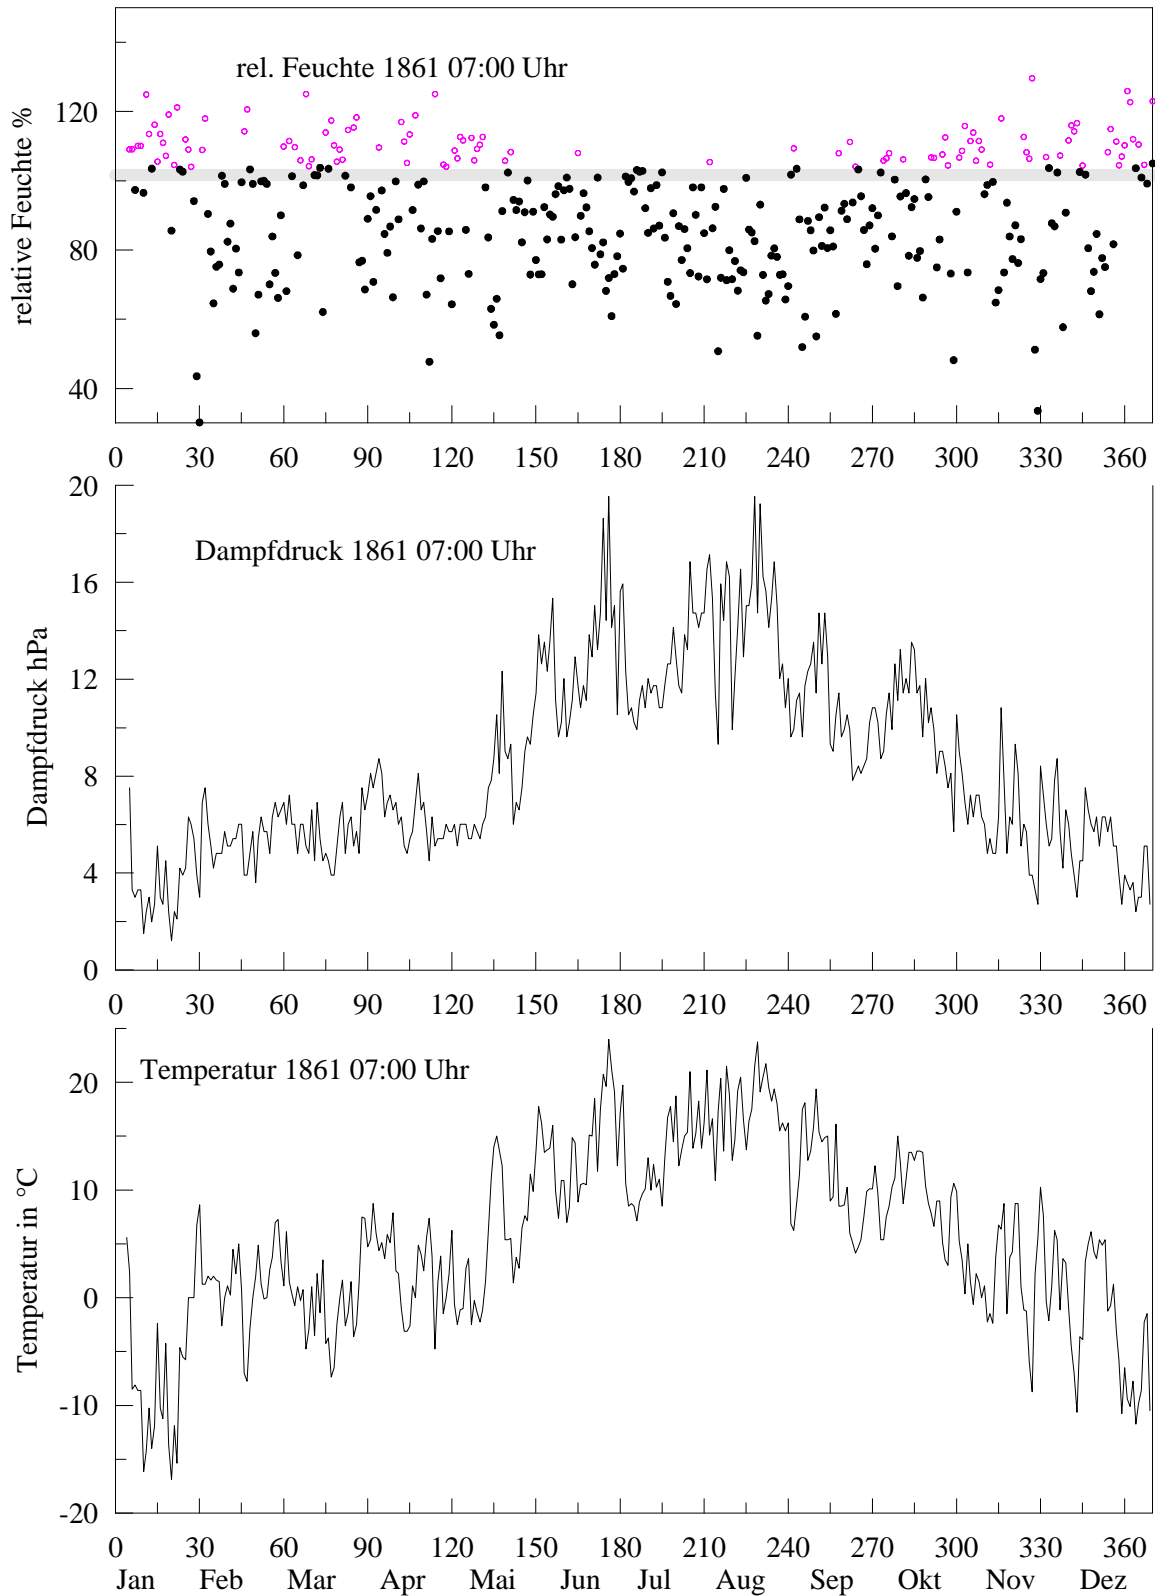 rel. Feuchte 1861 07:00 Uhr
relative Feuchte %
120
80
40
0 30 60 90 120 150 180 210 240 270 300 330 360
Dampfdruck 1861 07:00 Uhr
Dampfdruck hPa
20
16
12
8
4
0
0 30 60 90 120 150 180 210 240 270 300 330 360
Temperatur 1861 07:00 Uhr
Temperatur in °C
20
10
0
-10
-20
0 30 60 90 120 150 180 210 240 270 300 330 360
Jan Feb Mar Apr Mai Jun Jul Aug Sep Okt Nov Dez